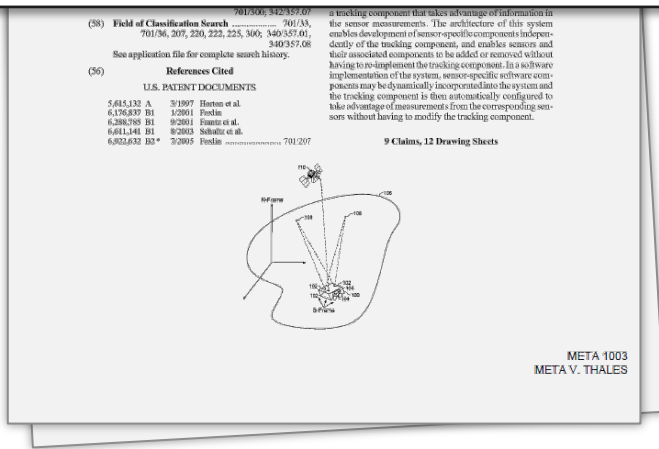 701/300; 342/357.07
(58) Field of Classification Search .................. 701/33,
701/36, 207, 220, 222, 225, 300; 340/357.01,
340/357.08
See application file for complete search history.
(56) References Cited
U.S. PATENT DOCUMENTS
5,615,132 A 3/1997 Horton et al.
6,176,837 B1 1/2001 Foxlin
6,288,785 B1 9/2001 Frantz et al.
6,611,141 B1 8/2003 Schulz et al.
6,922,632 B2 * 7/2005 Foxlin ....................... 701/207
a tracking component that takes advantage of information in
the sensor measurements. The architecture of this system
enables development of sensor-specific components indepen-
dently of the tracking component, and enables sensors and
their associated components to be added or removed without
having to re-implement the tracking component. In a software
implementation of the system, sensor-specific software com-
ponents may be dynamically incorporated into the system and
the tracking component is then automatically configured to
take advantage of measurements from the corresponding sen-
sors without having to modify the tracking component.
9 Claims, 12 Drawing Sheets
110
N-Frame
106
108
108
102
102
102
104
100
B-Frame
META 1003
META V. THALES